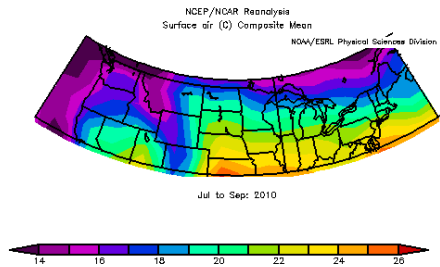 NCEP/NCAR Reanalysis
Surface air (C) Composite Mean
NOAA/ESRL Physical Sciences Division
Jul to Sep: 2010
14 16 18 20 22 24 26